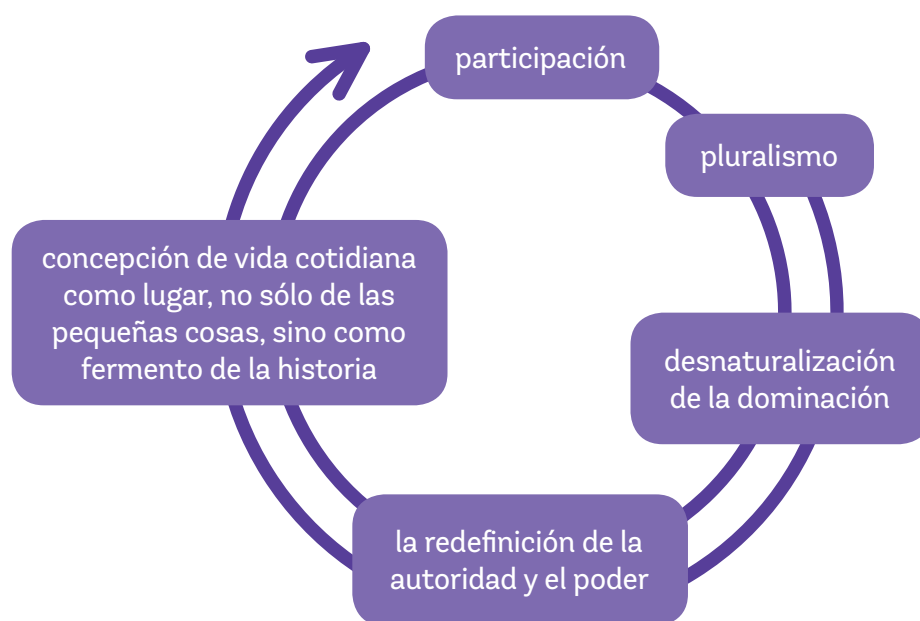 participación
pluralismo
desnaturalización
de la dominación
la redefinición de la
autoridad y el poder
concepción de vida cotidiana
como lugar, no sólo de las
pequeñas cosas, sino como
fermento de la historia